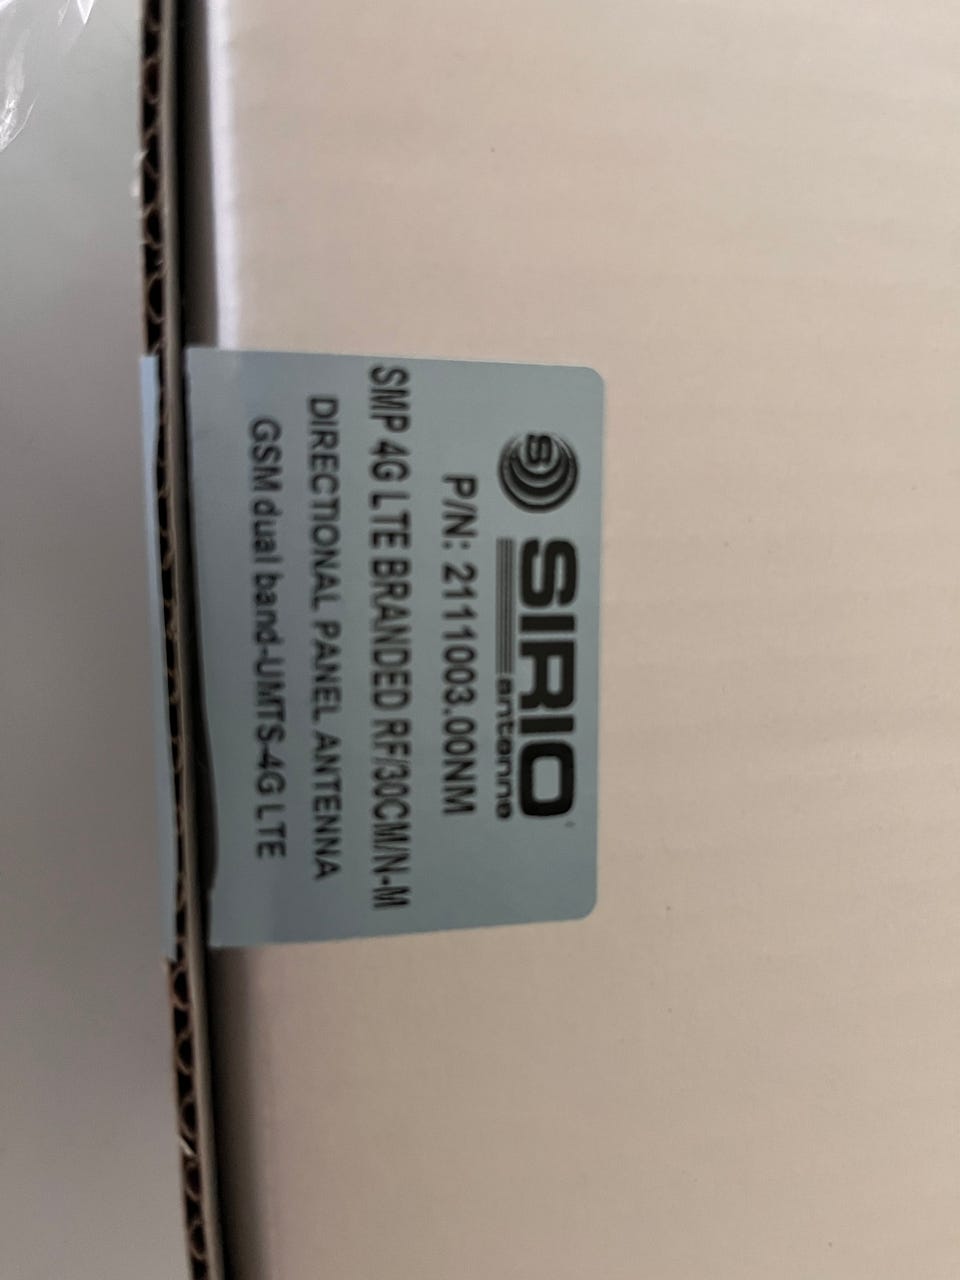 S SIRIO
antenne
P/N: 2111003.00NM
SMP 4G LTE BRANDED RF/30CM/N-M
DIRECTIONAL PANEL ANTENNA
GSM dual band-UMTS-4G LTE